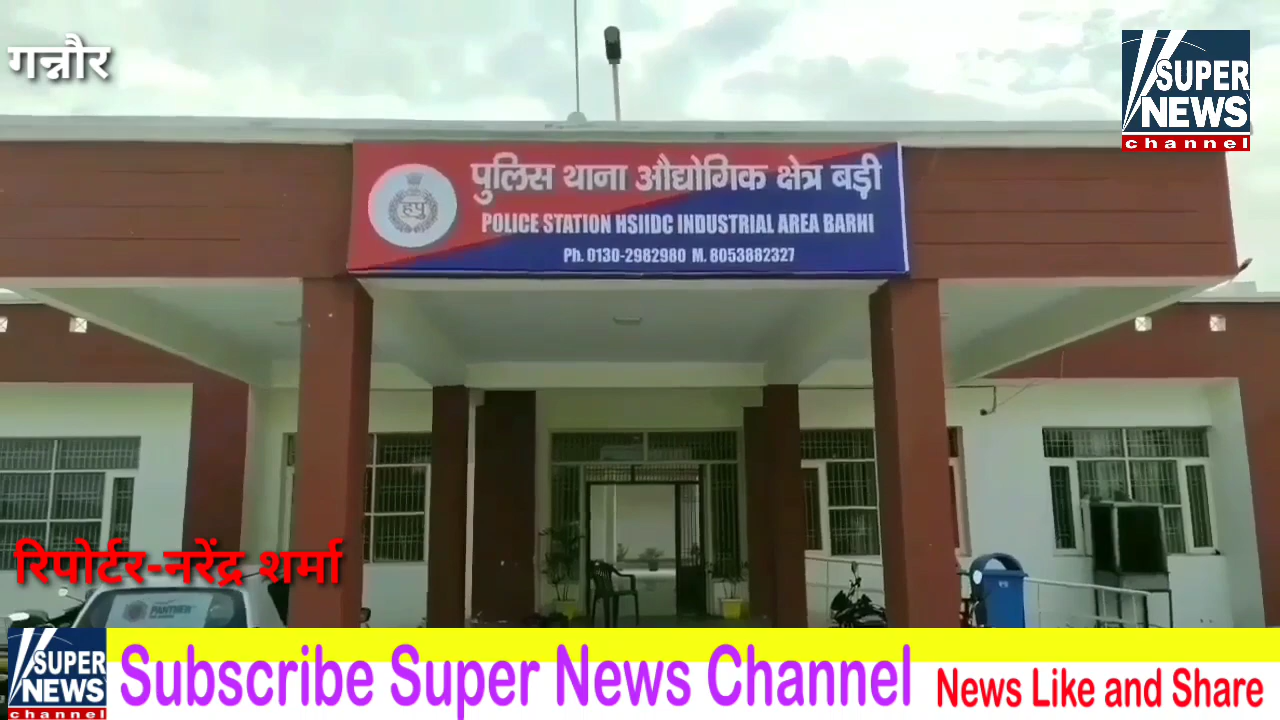 गन्नौर
SUPER
NEWS
channel
पुलिस थाना औद्योगिक क्षेत्र बड़ी
POLICE STATION HSIIDC INDUSTRIAL AREA BARHI
Ph. 0130-2982980 M. 8053882327
हपु
रिपोर्टर-नरेंद्र शर्मा
PANTHER
SUPER
NEWS
channel
Subscribe Super News Channel
News Like and Share